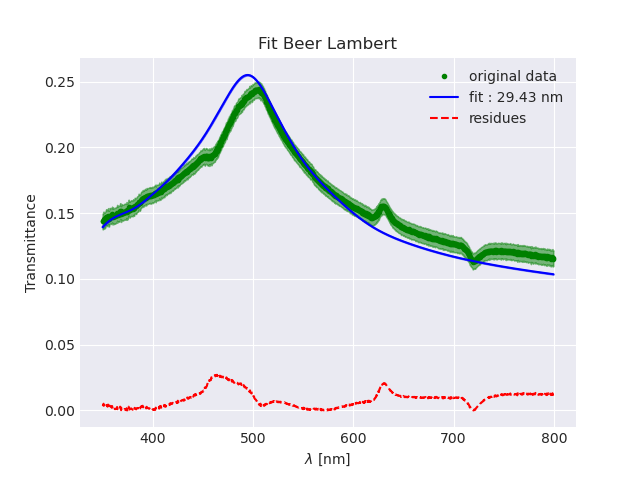 Fit Beer Lambert
original data
fit : 29.43 nm
residues
Transmittance
0.25
0.20
0.15
0.10
0.05
0.00
400
500
600
700
800
λ [nm]